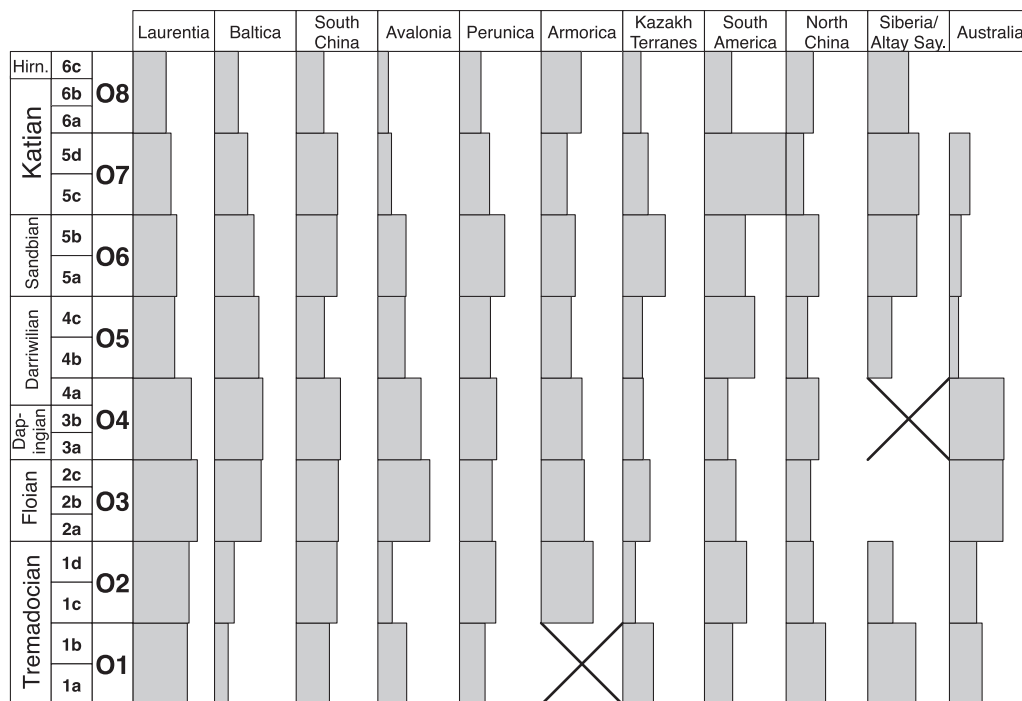 Laurentia
Baltica
South
China
Avalonia
Perunica
Armorica
Kazakh
Terranes
South
America
North
China
Siberia/
Altay Say.
Australia
Hirn.
6c
6b
6a
O8
Katian
5d
5c
O7
Sandbian
5b
5a
O6
Darriwilian
4c
4b
O5
4a
Dap-
ingian
3b
3a
O4
Floian
2c
2b
2a
O3
Tremadocian
1d
1c
O2
1b
1a
O1